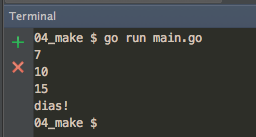 Terminal
04_make $ go run main.go
7
10
15
dias!
04_make $